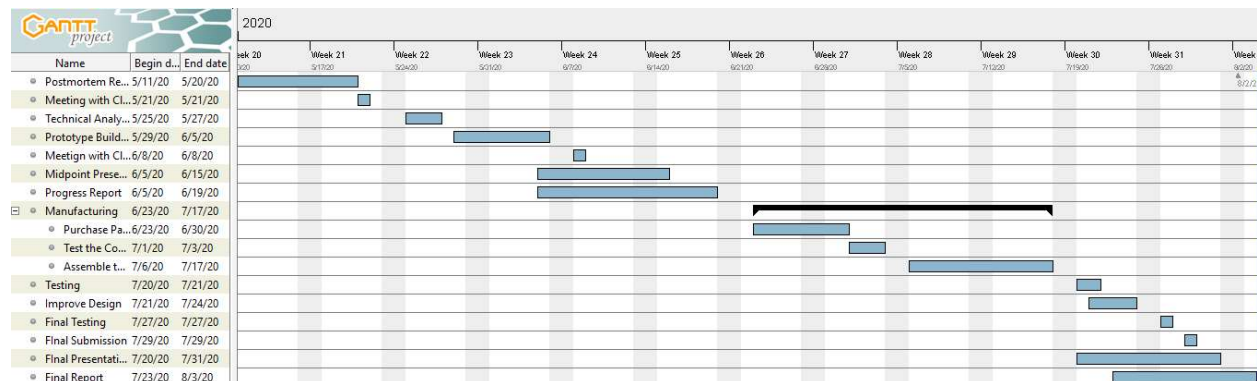 GANTT
project
2020
eek 20 Week 21 Week 22 Week 23 Week 24 Week 25 Week 26 Week 27 Week 28 Week 29 Week 30 Week 31 Week
Name Begin d... End date
3/20 5/17/20 5/24/20 5/31/20 6/7/20 6/14/20 6/21/20 6/28/20 7/5/20 7/12/20 7/19/20 7/26/20 8/2/20
8/2/2
Postmortem Re... 5/11/20 5/20/20
Meeting with Cl... 5/21/20 5/21/20
Technical Analy... 5/25/20 5/27/20
Prototype Build... 5/29/20 6/5/20
Meetign with Cl... 6/8/20 6/8/20
Midpoint Prese... 6/5/20 6/15/20
Progress Report 6/5/20 6/19/20
Manufacturing 6/23/20 7/17/20
Purchase Pa... 6/23/20 6/30/20
Test the Co... 7/1/20 7/3/20
Assemble t... 7/6/20 7/17/20
Testing 7/20/20 7/21/20
Improve Design 7/21/20 7/24/20
Final Testing 7/27/20 7/27/20
FInal Submission 7/29/20 7/29/20
FInal Presentati... 7/20/20 7/31/20
Final Report 7/23/20 8/3/20